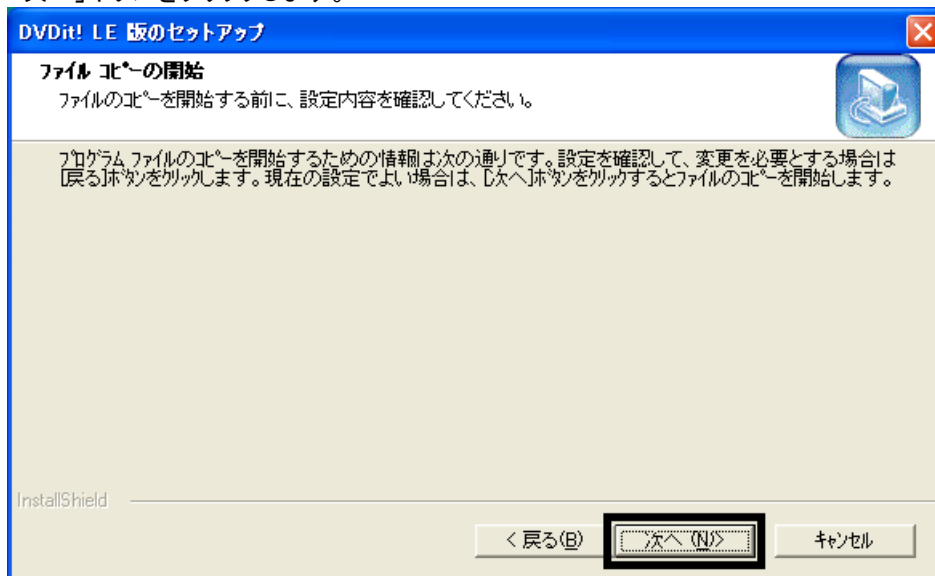 DVDit! LE 版のセットアップ
ファイル コピーの開始
ファイルのコピーを開始する前に、設定内容を確認してください。
プログラム ファイルのコピーを開始するための情報は次の通りです。設定を確認して、変更を必要とする場合は
[戻る]ボタンをクリックします。現在の設定でよい場合は、[次へ]ボタンをクリックするとファイルのコピーを開始します。
InstallShield
< 戻る(B)
次へ (N)>
キャンセル